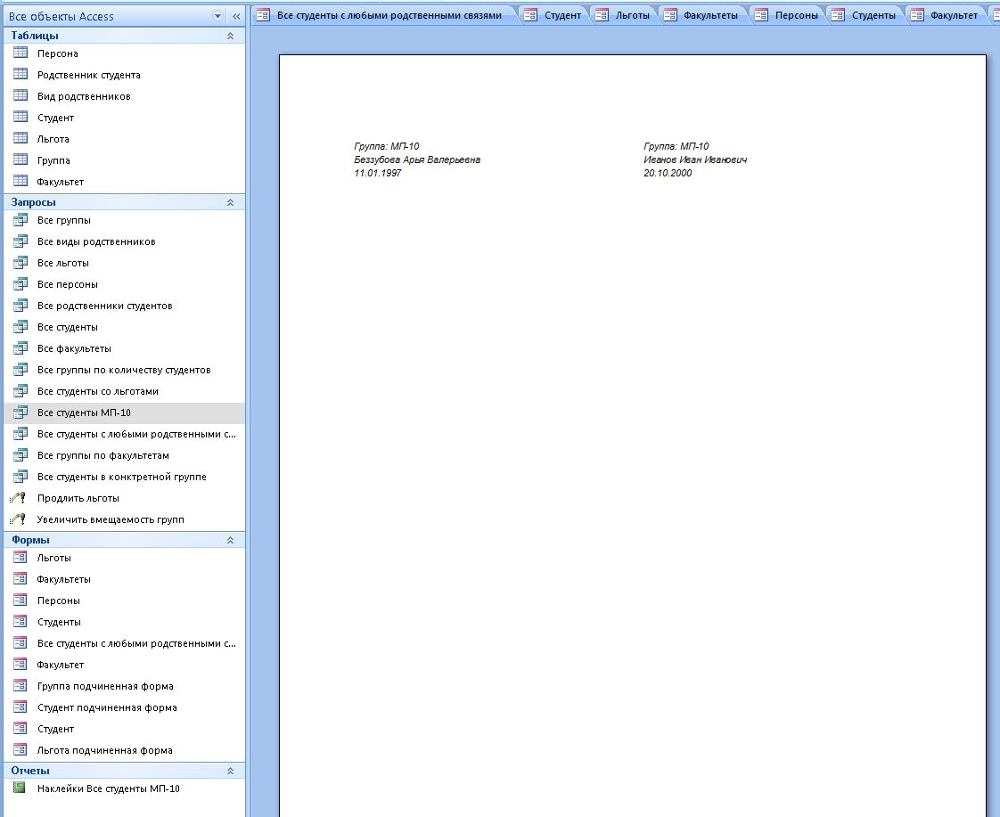 Все объекты Access
Таблицы
Персона
Родственник студента
Вид родственников
Студент
Льгота
Группа
Факультет
Запросы
Все группы
Все виды родственников
Все льготы
Все персоны
Все родственники студентов
Все студенты
Все факультеты
Все группы по количеству студентов
Все студенты со льготами
Все студенты МП-10
Все студенты с любыми родственными с...
Все группы по факультетам
Все студенты в конктретной группе
Продлить льготы
Увеличить вмещаемость групп
Формы
Льготы
Факультеты
Персоны
Студенты
Все студенты с любыми родственными с...
Факультет
Группа подчиненная форма
Студент подчиненная форма
Студент
Льгота подчиненная форма
Отчеты
Наклейки Все студенты МП-10
Все студенты с любыми родственными связями
Студент
Льготы
Факультеты
Персоны
Студенты
Факультет
Группа: МП-10
Беззубова Арья Валерьевна
11.01.1997
Группа: МП-10
Иванов Иван Иванович
20.10.2000